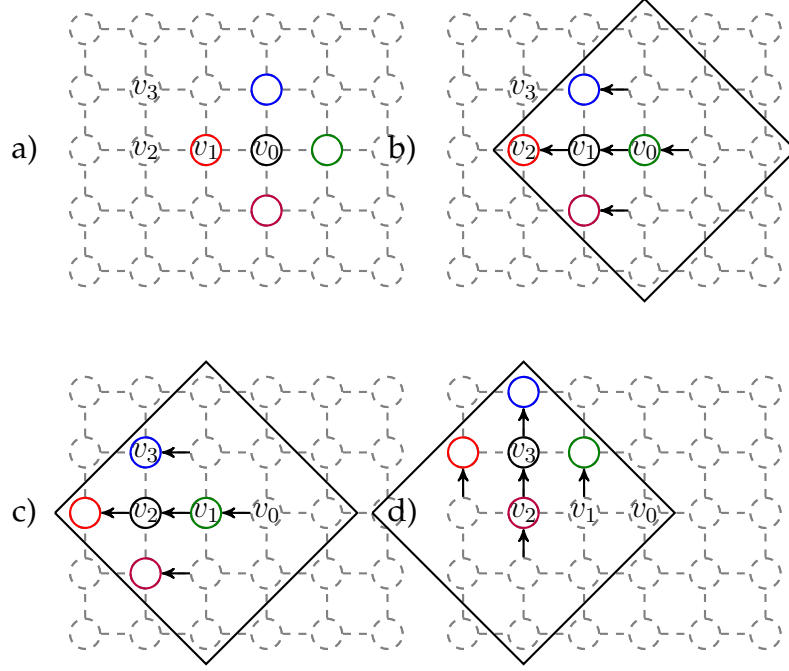 v₃ v₃
a) v₂ v₁ v₀ b) v₂ v₁ v₀
v₃ v₃
c) v₂ v₁ v₀ d) v₂ v₁ v₀